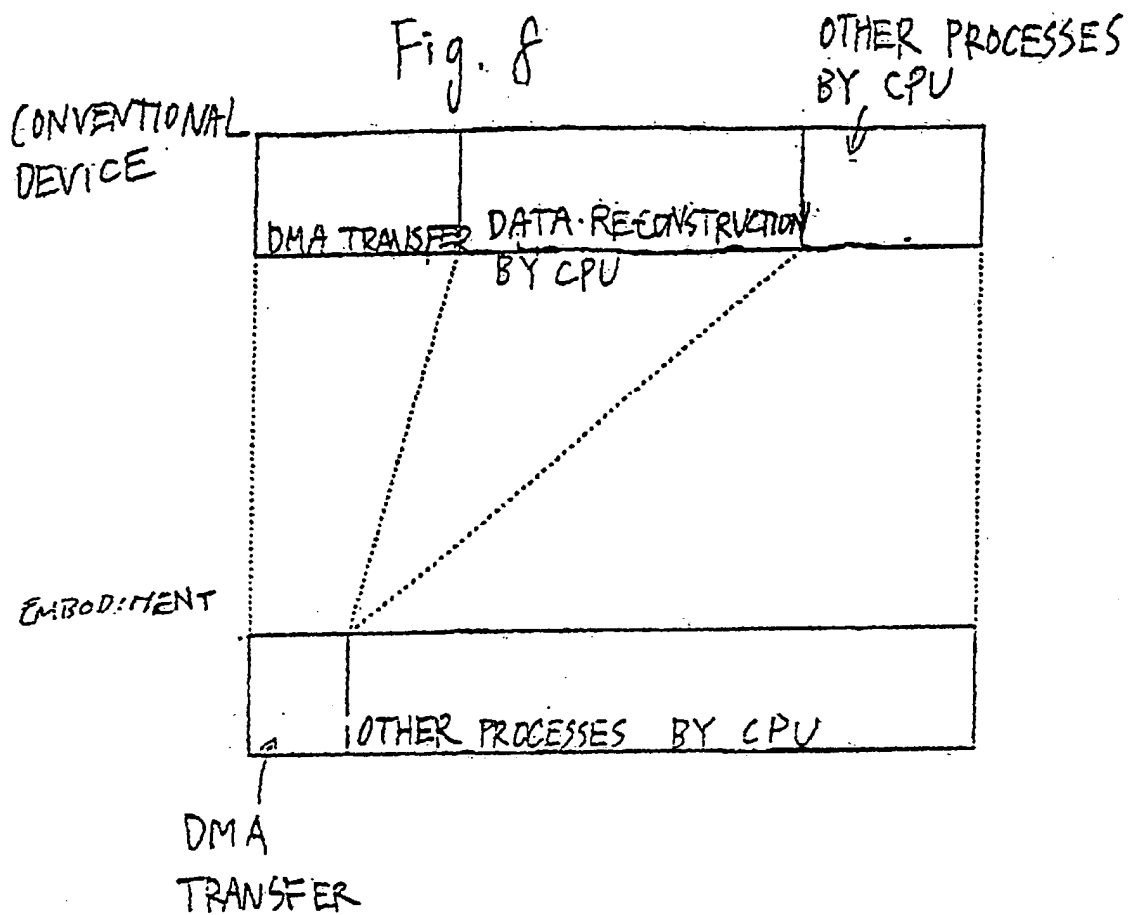 Fig. 8
OTHER PROCESSES
BY CPU
CONVENTIONAL
DEVICE
DMA TRANSFER
DATA RECONSTRUCTION
BY CPU
EMBODIMENT
OTHER PROCESSES BY CPU
DMA
TRANSFER